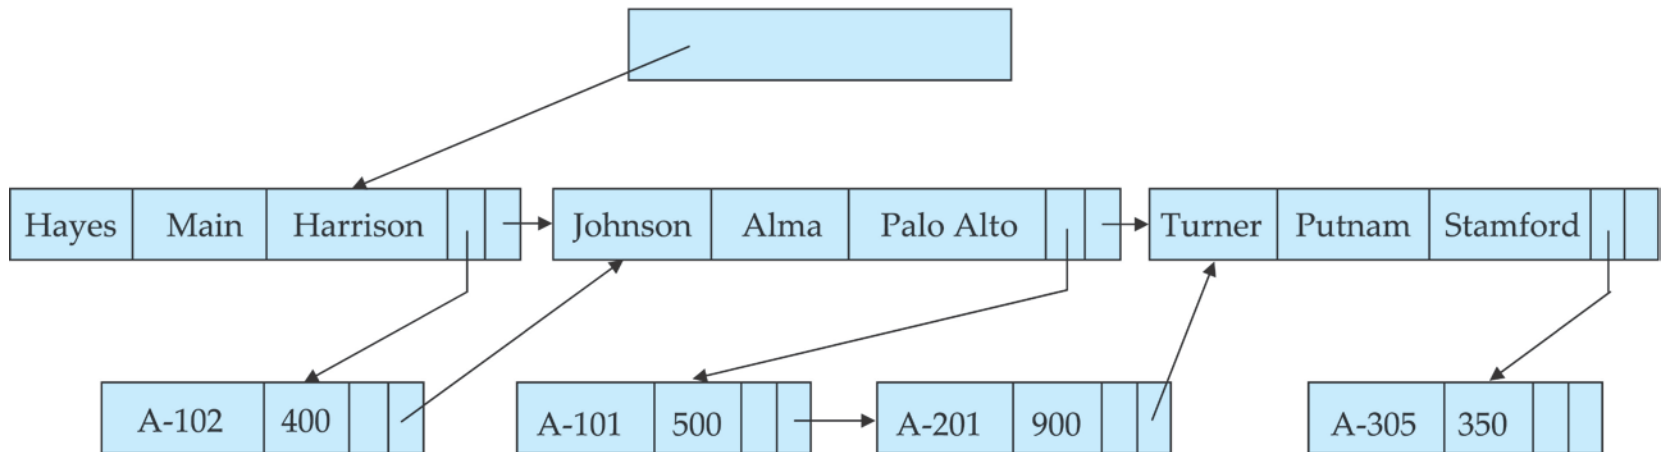 Hayes Main Harrison Johnson Alma Palo Alto Turner Putnam Stamford
A-102 400 A-101 500 A-201 900 A-305 350